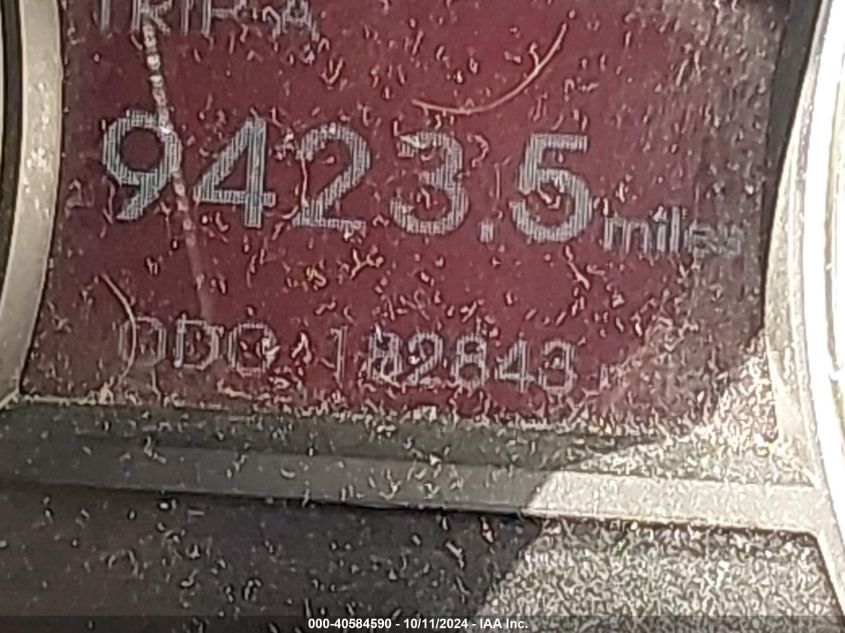 TRIP A
9423.5 miles
ODO 182843
000-40584590 - 10/11/2024 - IAA Inc.